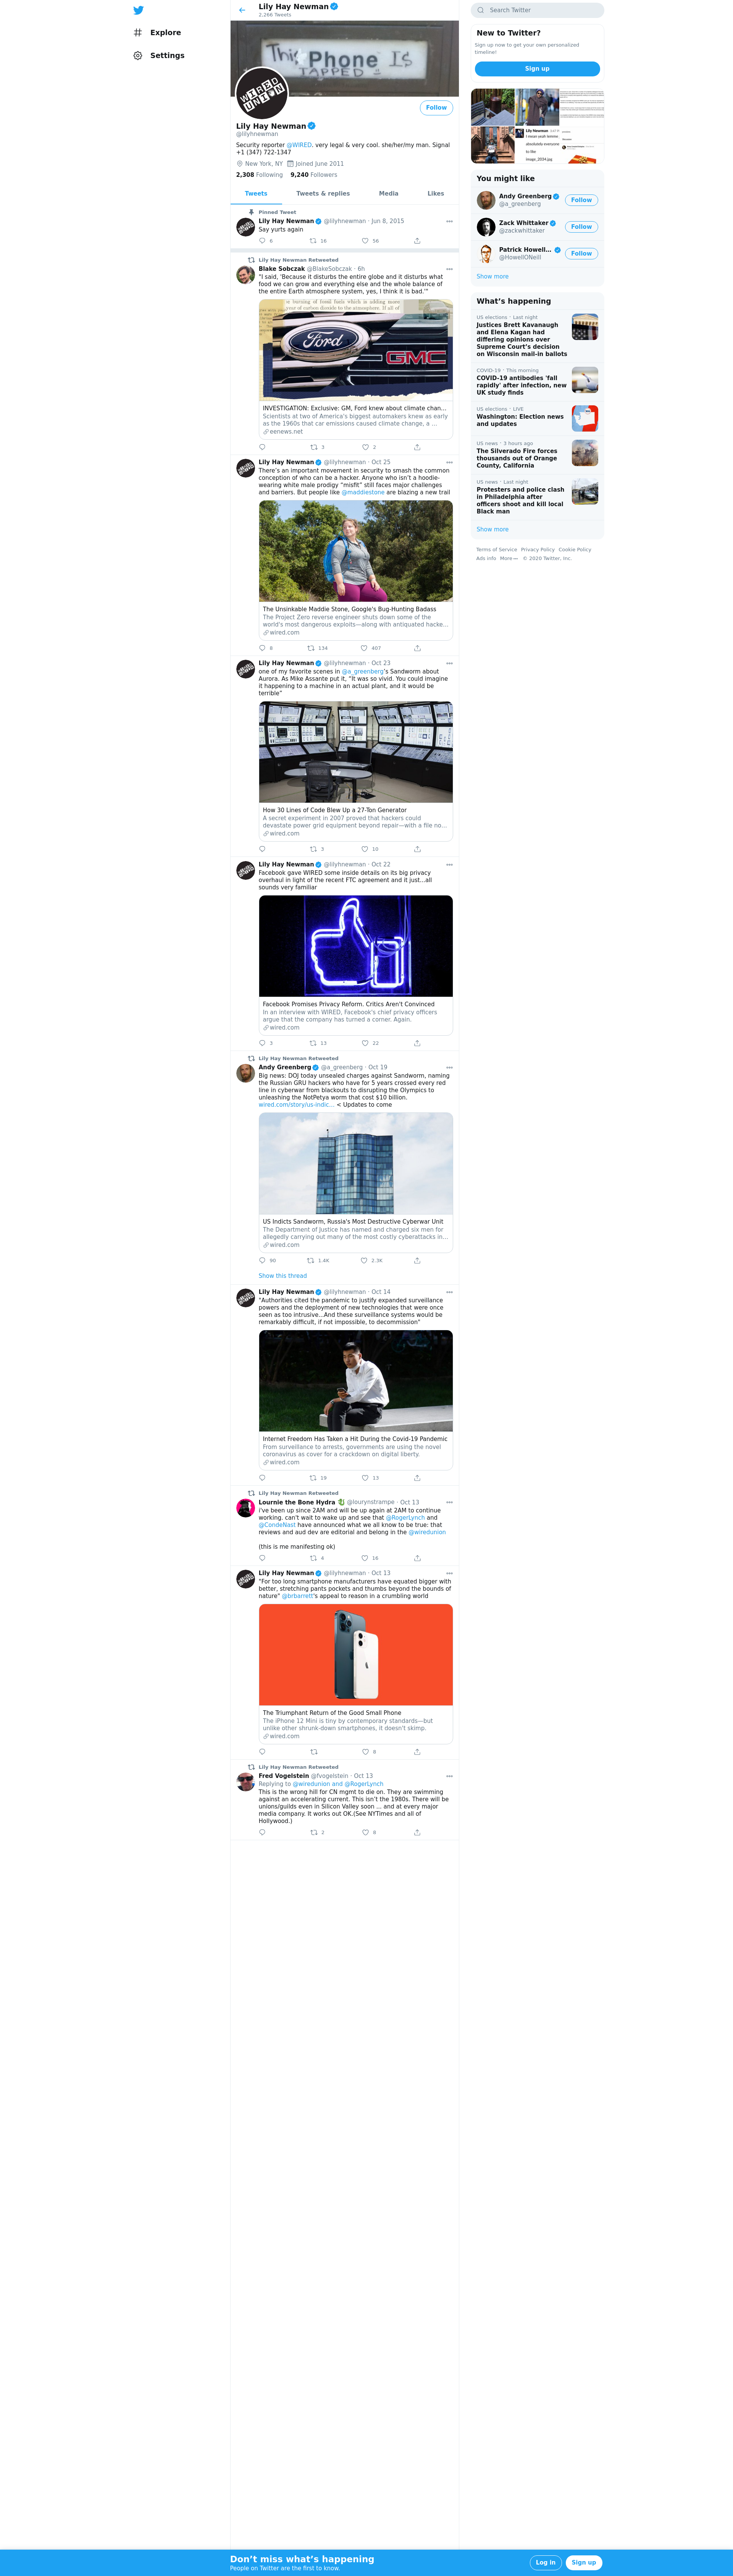 Explore
Settings
Lily Hay Newman
2,266 Tweets
This Phone Is
TAPPED
WIRED
UNION
Follow
Lily Hay Newman
@lilyhnewman
Security reporter @WIRED. very legal & very cool. she/her/my man. Signal
+1 (347) 722-1347
New York, NY Joined June 2011
2,308 Following 9,240 Followers
Tweets Tweets & replies Media Likes
Pinned Tweet
Lily Hay Newman @lilyhnewman · Jun 8, 2015
Say yurts again
6 16 56
Lily Hay Newman Retweeted
Blake Sobczak @BlakeSobczak · 6h
"I said, 'Because it disturbs the entire globe and it disturbs what
food we can grow and everything else and the whole balance of
the entire Earth atmosphere system, yes, I think it is bad.'"
Ford
GMC
INVESTIGATION: Exclusive: GM, Ford knew about climate chan...
Scientists at two of America's biggest automakers knew as early
as the 1960s that car emissions caused climate change, a ...
eenews.net
3 2
Lily Hay Newman @lilyhnewman · Oct 25
There's an important movement in security to smash the common
conception of who can be a hacker. Anyone who isn't a hoodie-
wearing white male prodigy "misfit" still faces major challenges
and barriers. But people like @maddiestone are blazing a new trail
The Unsinkable Maddie Stone, Google's Bug-Hunting Badass
The Project Zero reverse engineer shuts down some of the
world's most dangerous exploits—along with antiquated hacke...
wired.com
8 134 407
Lily Hay Newman @lilyhnewman · Oct 23
one of my favorite scenes in @a_greenberg's Sandworm about
Aurora. As Mike Assante put it, "It was so vivid. You could imagine
it happening to a machine in an actual plant, and it would be
terrible"
How 30 Lines of Code Blew Up a 27-Ton Generator
A secret experiment in 2007 proved that hackers could
devastate power grid equipment beyond repair—with a file no...
wired.com
3 10
Lily Hay Newman @lilyhnewman · Oct 22
Facebook gave WIRED some inside details on its big privacy
overhaul in light of the recent FTC agreement and it just...all
sounds very familiar
Facebook Promises Privacy Reform. Critics Aren't Convinced
In an interview with WIRED, Facebook's chief privacy officers
argue that the company has turned a corner. Again.
wired.com
3 13 22
Lily Hay Newman Retweeted
Andy Greenberg @a_greenberg · Oct 19
Big news: DOJ today unsealed charges against Sandworm, naming
the Russian GRU hackers who have for 5 years crossed every red
line in cyberwar from blackouts to disrupting the Olympics to
unleashing the NotPetya worm that cost $10 billion.
wired.com/story/us-indic... < Updates to come
US Indicts Sandworm, Russia's Most Destructive Cyberwar Unit
The Department of Justice has named and charged six men for
allegedly carrying out many of the most costly cyberattacks in...
wired.com
90 1.4K 2.3K
Show this thread
Lily Hay Newman @lilyhnewman · Oct 14
"Authorities cited the pandemic to justify expanded surveillance
powers and the deployment of new technologies that were once
seen as too intrusive...And these surveillance systems would be
remarkably difficult, if not impossible, to decommission"
Internet Freedom Has Taken a Hit During the Covid-19 Pandemic
From surveillance to arrests, governments are using the novel
coronavirus as cover for a crackdown on digital liberty.
wired.com
19 13
Lily Hay Newman Retweeted
Lournie the Bone Hydra @lourynstrampe · Oct 13
i've been up since 2AM and will be up again at 2AM to continue
working. can't wait to wake up and see that @RogerLynch and
@CondeNast have announced what we all know to be true: that
reviews and aud dev are editorial and belong in the @wiredunion
(this is me manifesting ok)
4 16
Lily Hay Newman @lilyhnewman · Oct 13
"For too long smartphone manufacturers have equated bigger with
better, stretching pants pockets and thumbs beyond the bounds of
nature" @brbarrett's appeal to reason in a crumbling world
The Triumphant Return of the Good Small Phone
The iPhone 12 Mini is tiny by contemporary standards—but
unlike other shrunk-down smartphones, it doesn't skimp.
wired.com
8
Lily Hay Newman Retweeted
Fred Vogelstein @fvogelstein · Oct 13
Replying to @wiredunion and @RogerLynch
This is the wrong hill for CN mgmt to die on. They are swimming
against an accelerating current. This isn't the 1980s. There will be
unions/guilds even in Silicon Valley soon ... and at every major
media company. It works out OK.(See NYTimes and all of
Hollywood.)
2 8
Search Twitter
New to Twitter?
Sign up now to get your own personalized
timeline!
Sign up
Lily Newman
absolutely everyone
to like
image_2034.jpg
You might like
Andy Greenberg
@a_greenberg
Follow
Zack Whittaker
@zackwhittaker
Follow
Patrick Howell...
@HowellONeill
Follow
Show more
What's happening
US elections · Last night
Justices Brett Kavanaugh
and Elena Kagan had
differing opinions over
Supreme Court's decision
on Wisconsin mail-in ballots
COVID-19 · This morning
COVID-19 antibodies 'fall
rapidly' after infection, new
UK study finds
US elections · LIVE
Washington: Election news
and updates
US news · 3 hours ago
The Silverado Fire forces
thousands out of Orange
County, California
US news · Last night
Protesters and police clash
in Philadelphia after
officers shoot and kill local
Black man
Show more
Terms of Service Privacy Policy Cookie Policy
Ads info More © 2020 Twitter, Inc.
Don't miss what's happening
People on Twitter are the first to know.
Log in Sign up